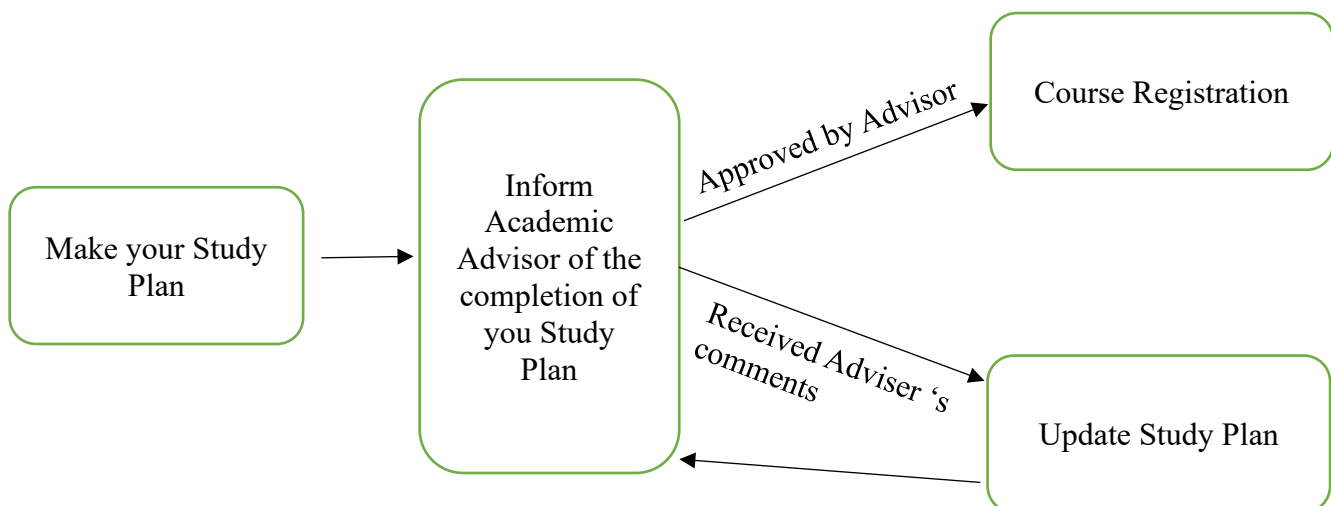 Make your Study
Plan
Inform
Academic
Advisor of the
completion of
you Study
Plan
Approved by Advisor
Course Registration
Received Adviser ‘s
comments
Update Study Plan